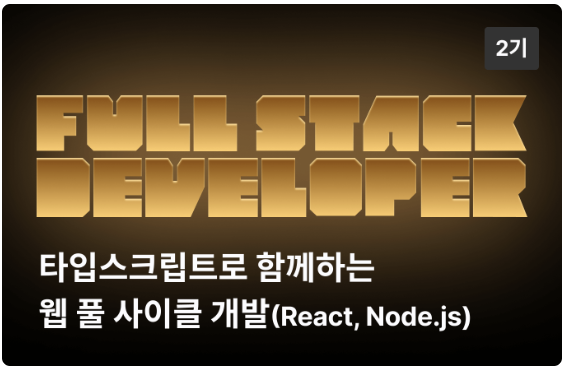 2기
FULL STACK
DEVELOPER
타입스크립트로 함께하는
웹 풀 사이클 개발(React, Node.js)